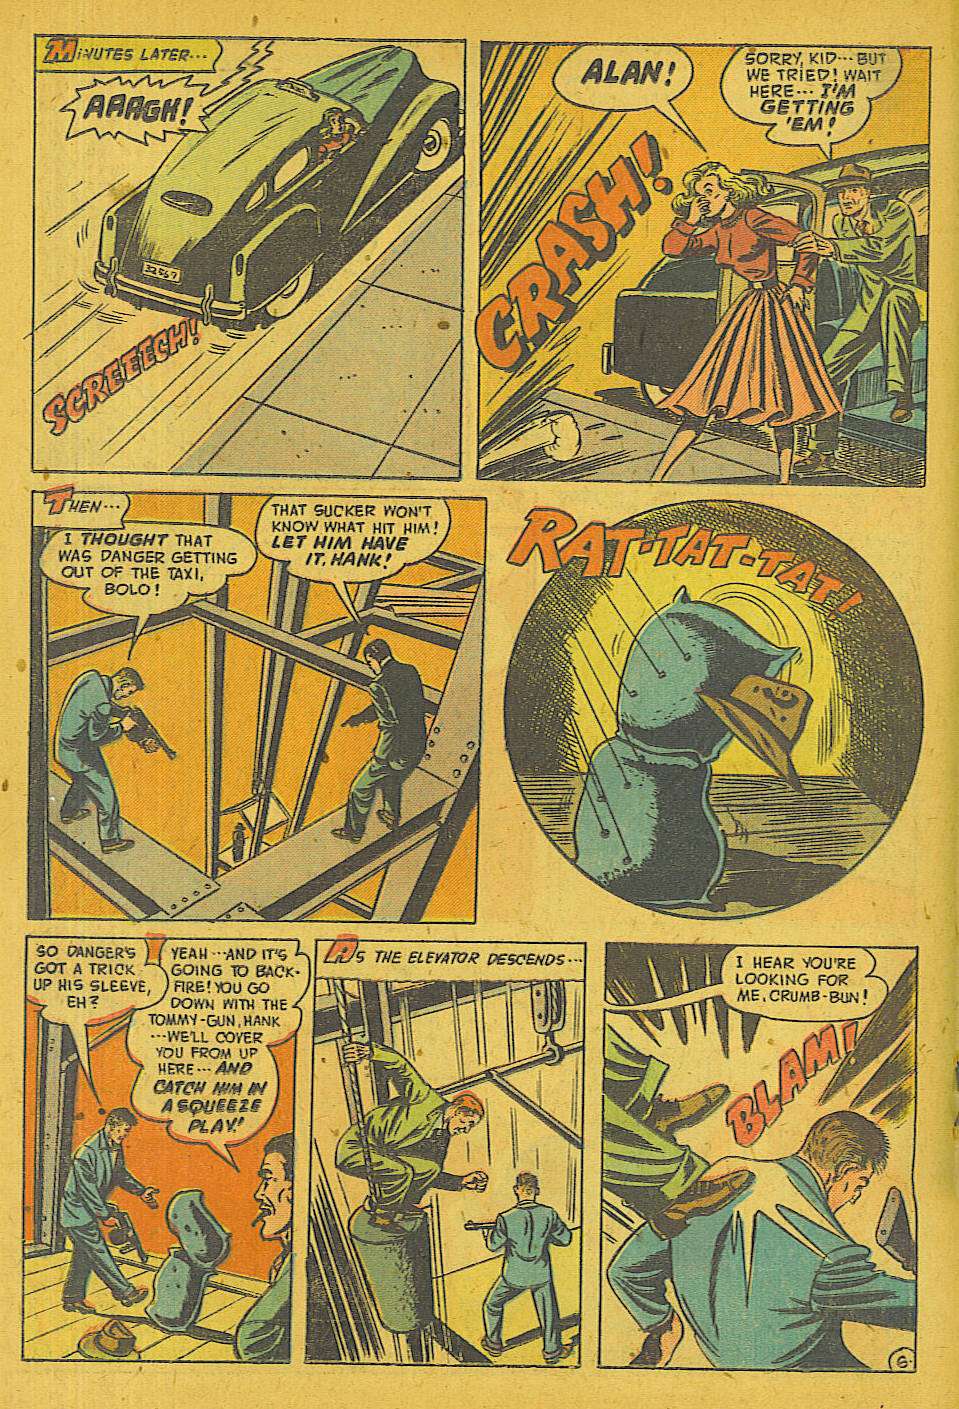 MINUTES LATER...
AAAGH!
32567
SCREEECH!
ALAN!
SORRY, KID... BUT
WE TRIED! WAIT
HERE... I'M
GETTING
'EM!
CRASH!
THEN...
I THOUGHT THAT
WAS DANGER GETTING
OUT OF THE TAXI,
BOLO!
THAT SUCKER WON'T
KNOW WHAT HIT HIM!
LET HIM HAVE
IT, HANK!
RAT-TAT-TAT!
SO DANGER'S
GOT A TRICK
UP HIS SLEEVE,
EH?
YEAH...AND IT'S
GOING TO BACK-
FIRE! YOU GO
DOWN WITH THE
TOMMY-GUN, HANK
...WE'LL COVER
YOU FROM UP
HERE... AND
CATCH HIM IN
A SQUEEZE
PLAY!
AS THE ELEVATOR DESCENDS...
I HEAR YOU'RE
LOOKING FOR
ME, CRUMB-BUN!
BLAM!
6.